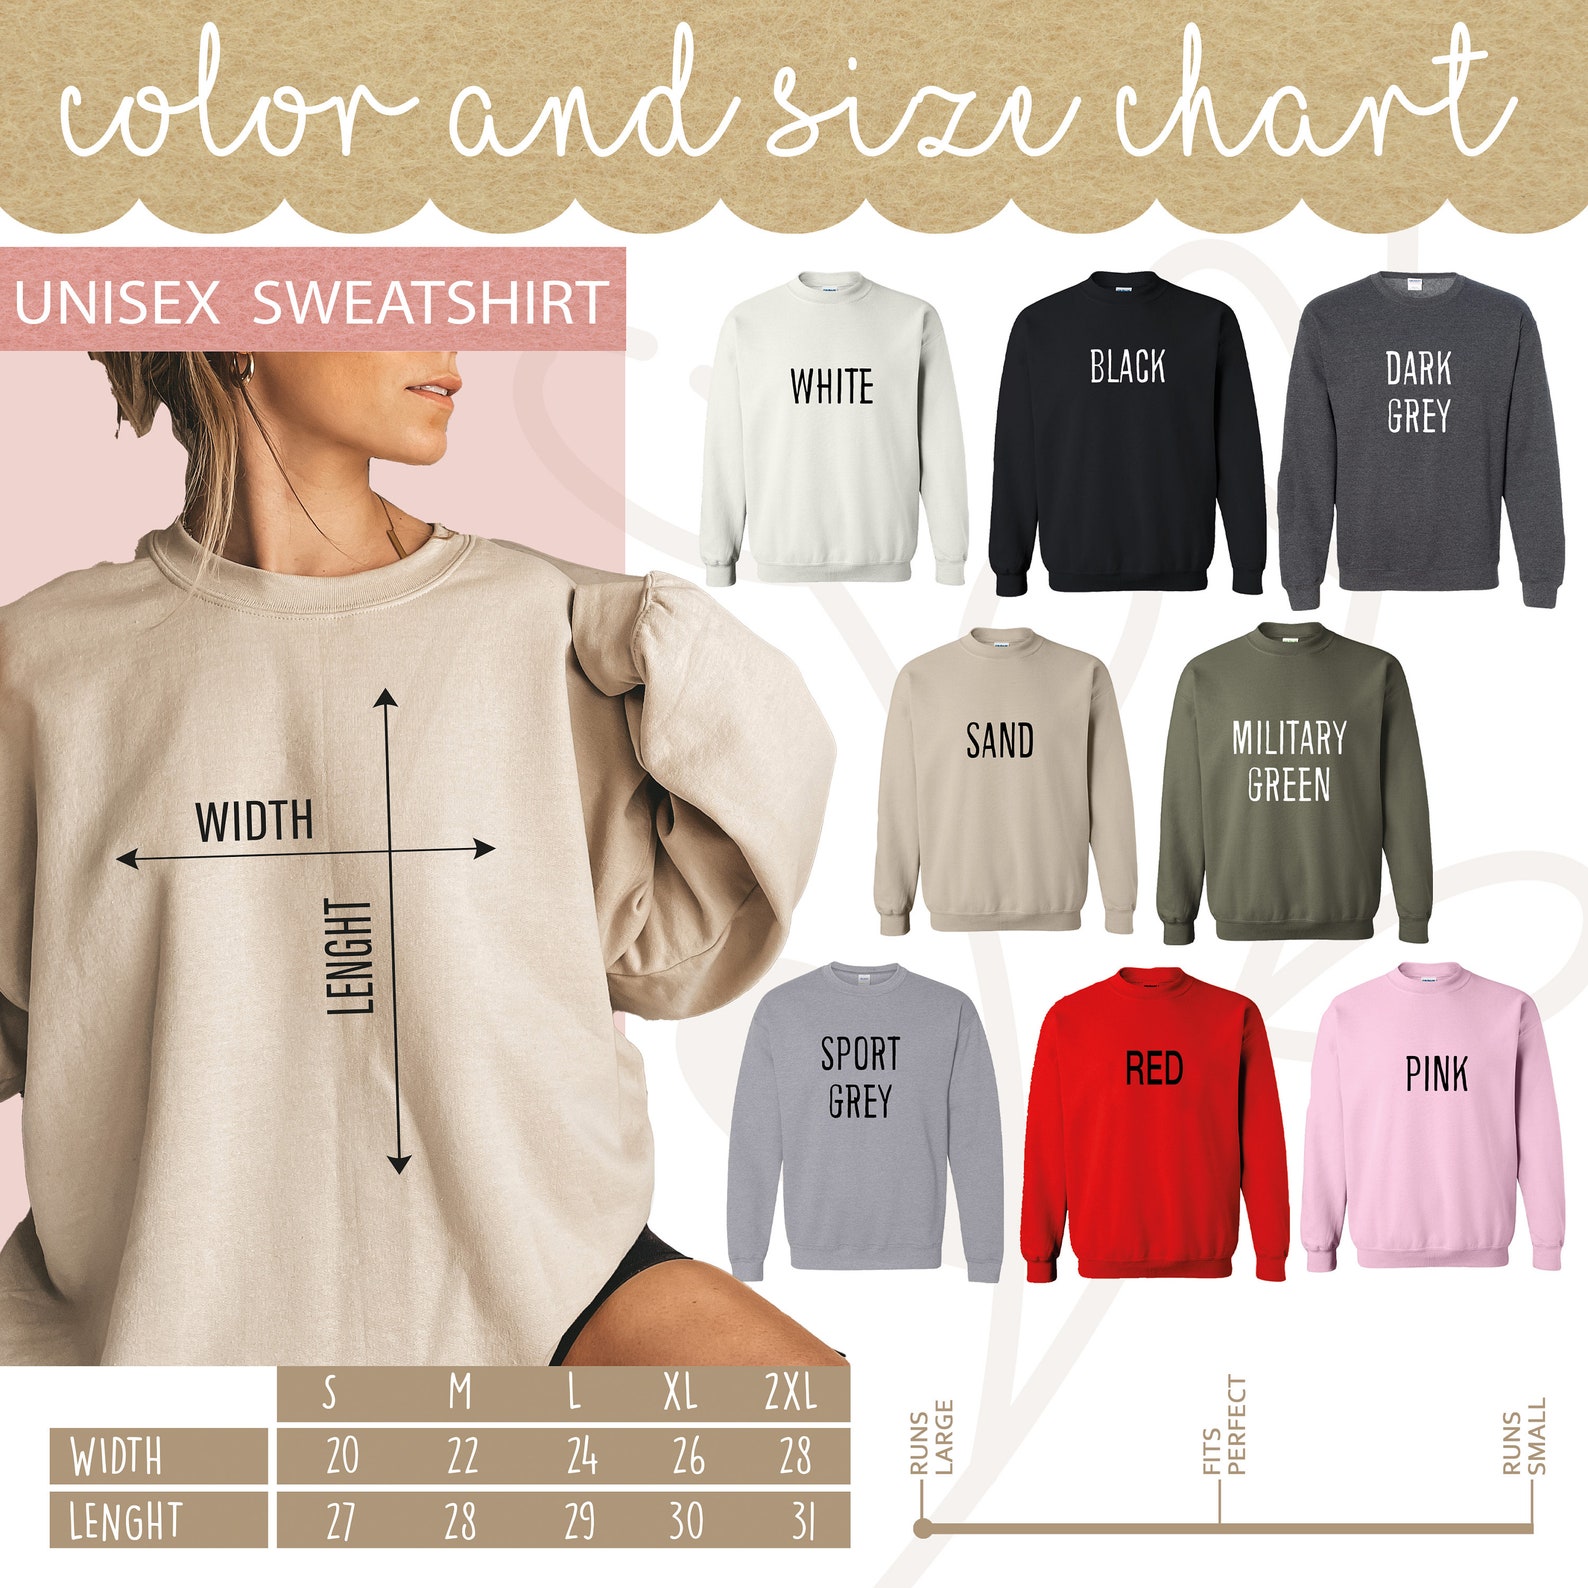 color and size chart
UNISEX SWEATSHIRT
WHITE
BLACK
DARK
GREY
SAND
MILITARY
GREEN
SPORT
GREY
RED
PINK
WIDTH
LENGHT
S M L XL 2XL
WIDTH 20 22 24 26 28
LENGHT 27 28 29 30 31
RUNS
LARGE
FITS
PERFECT
RUNS
SMALL